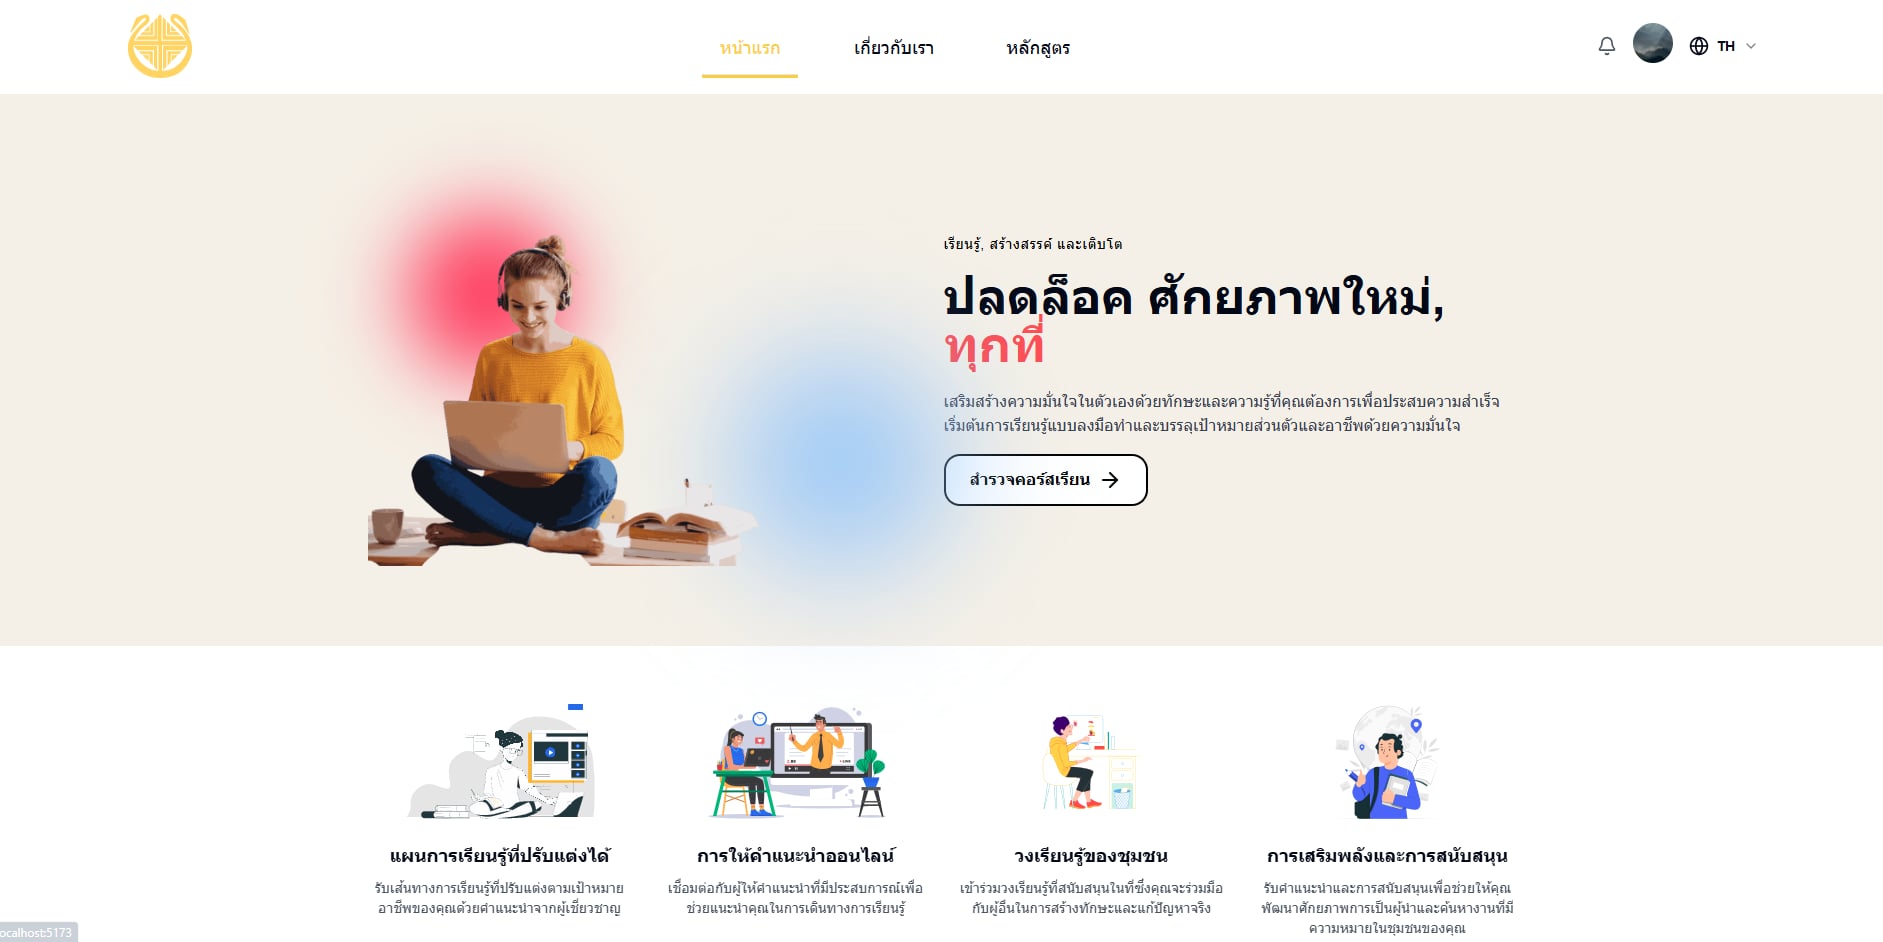 หน้าแรก
เกี่ยวกับเรา
หลักสูตร
TH
เรียนรู้, สร้างสรรค์ และเติบโต
ปลดล็อค ศักยภาพใหม่,
ทุกที่
เสริมสร้างความมั่นใจในตัวเองด้วยทักษะและความรู้ที่คุณต้องการเพื่อประสบความสำเร็จ
เริ่มต้นการเรียนรู้แบบลงมือทำและบรรลุเป้าหมายส่วนตัวและอาชีพด้วยความมั่นใจ
สำรวจคอร์สเรียน
แผนการเรียนรู้ที่ปรับแต่งได้
รับเส้นทางการเรียนรู้ที่ปรับแต่งตามเป้าหมาย
อาชีพของคุณด้วยคำแนะนำจากผู้เชี่ยวชาญ
การให้คำแนะนำออนไลน์
เชื่อมต่อกับผู้ให้คำแนะนำที่มีประสบการณ์เพื่อ
ช่วยแนะนำคุณในการเดินทางการเรียนรู้
วงเรียนรู้ของชุมชน
เข้าร่วมวงเรียนรู้ที่สนับสนุนในที่ซึ่งคุณจะร่วมมือ
กับผู้อื่นในการสร้างทักษะและแก้ปัญหาจริง
การเสริมพลังและการสนับสนุน
รับคำแนะนำและการสนับสนุนเพื่อช่วยให้คุณ
พัฒนาศักยภาพการเป็นผู้นำและค้นหางานที่มี
ความหมายในชุมชนของคุณ
ocalhost:5173